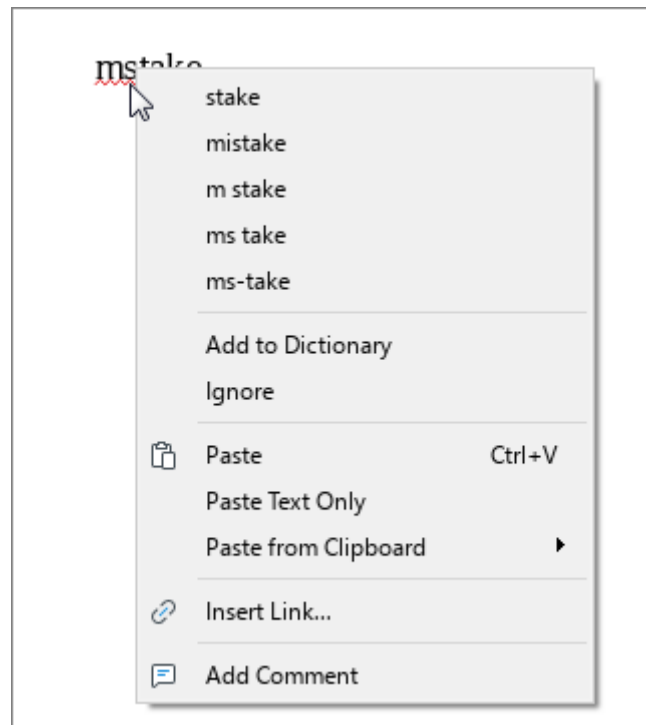 mstake
stake
mistake
m stake
ms take
ms-take
Add to Dictionary
Ignore
Paste Ctrl+V
Paste Text Only
Paste from Clipboard
Insert Link...
Add Comment